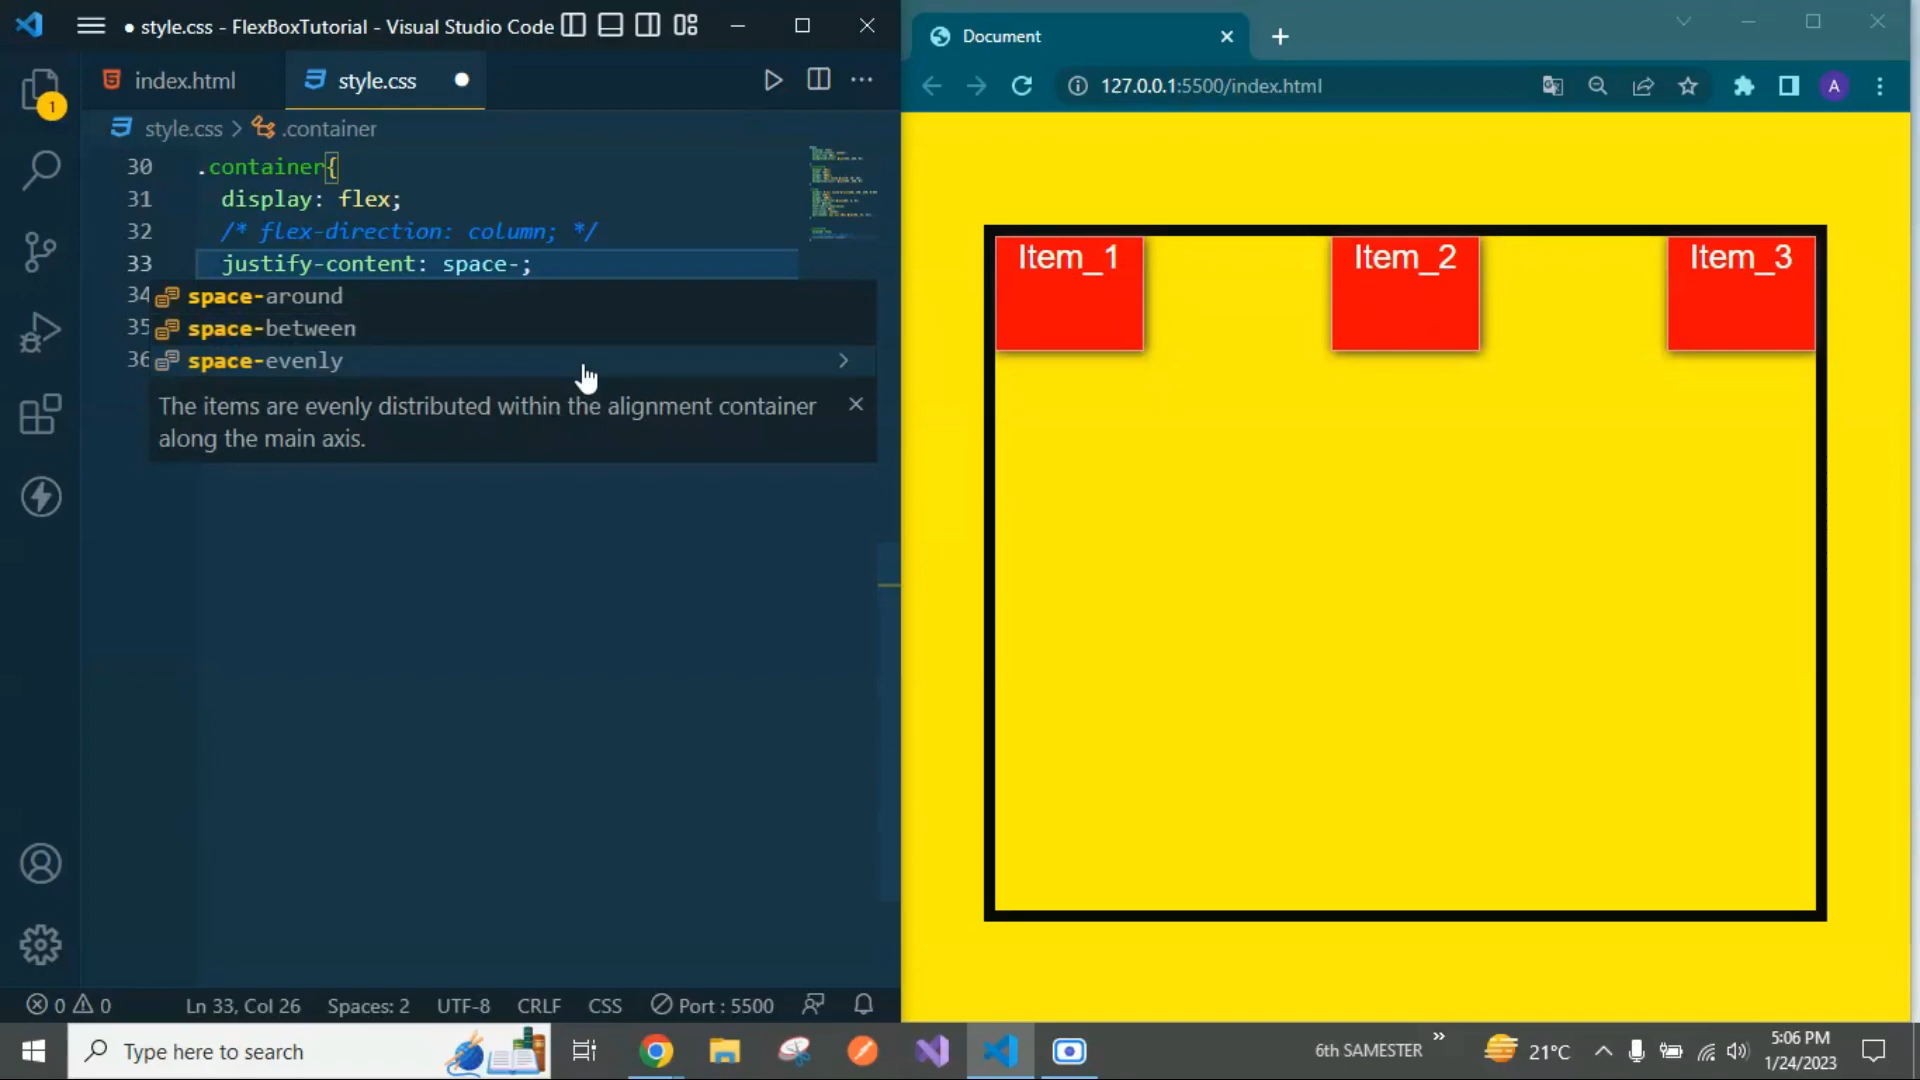 style.css - FlexBoxTutorial - Visual Studio Code
index.html
style.css
1
style.css > .container
30 .container{
31 display: flex;
32 /* flex-direction: column; */
33 justify-content: space-;
34 space-around
35 space-between
36 space-evenly
The items are evenly distributed within the alignment container
along the main axis.
0 0 Ln 33, Col 26 Spaces: 2 UTF-8 CRLF CSS Port : 5500
Document
127.0.0.1:5500/index.html
A
Item_1 Item_2 Item_3
Type here to search
6th SAMESTER
21°C
5:06 PM
1/24/2023